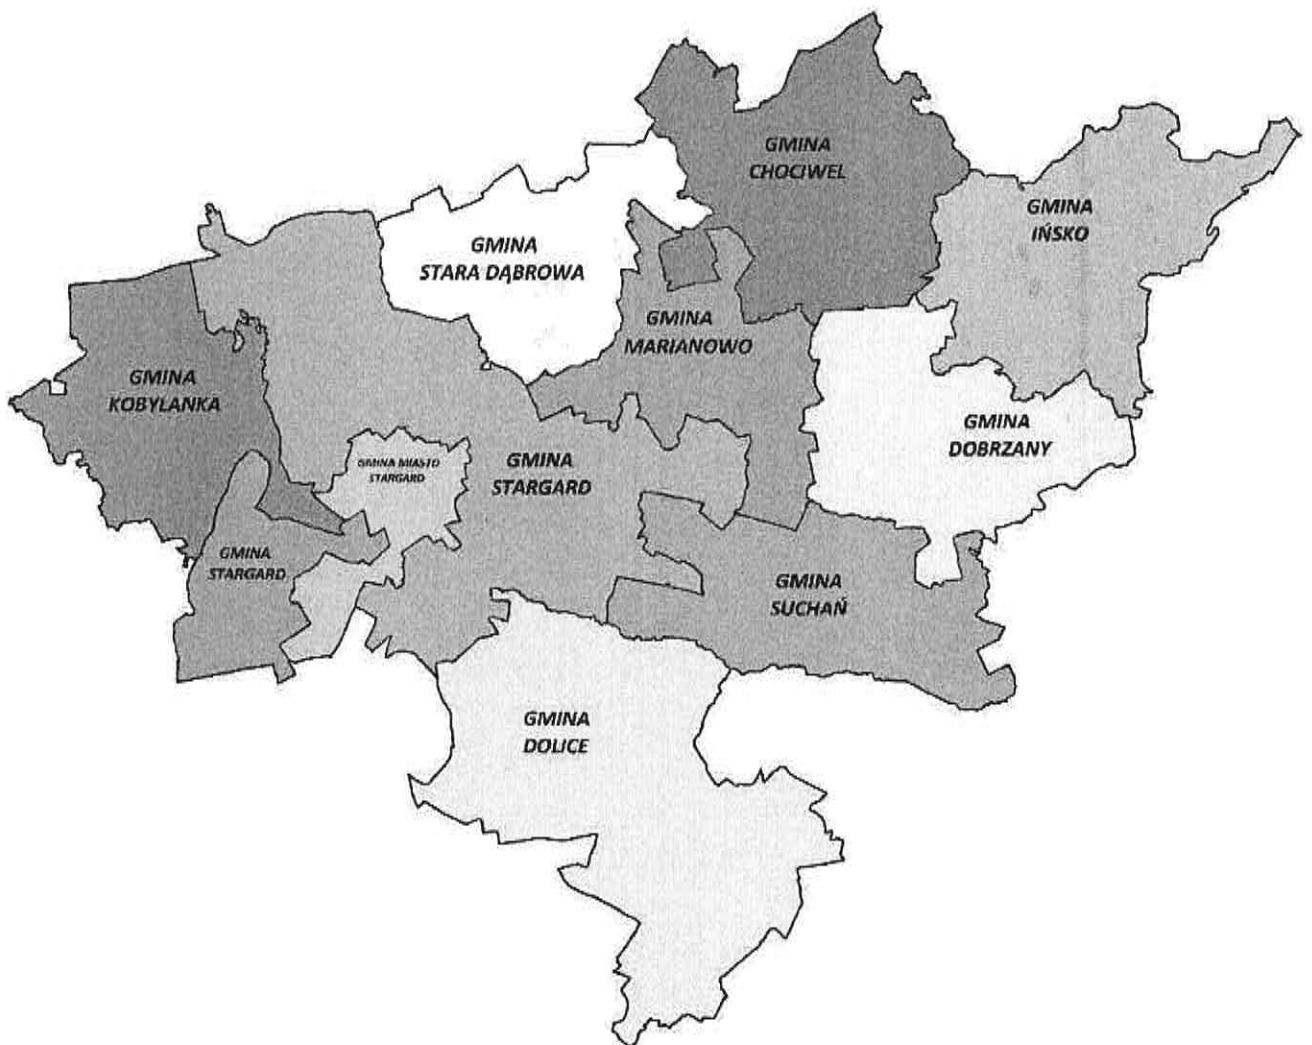 GMINA
CHOCIWEL
GMINA
IŃSKO
GMINA
STARA DĄBROWA
GMINA
MARIANOWO
GMINA
KOBYLANKA
GMINA
DOBRZANY
GMINA MIASTO
STARGARD
GMINA
STARGARD
GMINA
STARGARD
GMINA
SUCHAŃ
GMINA
DOLICE